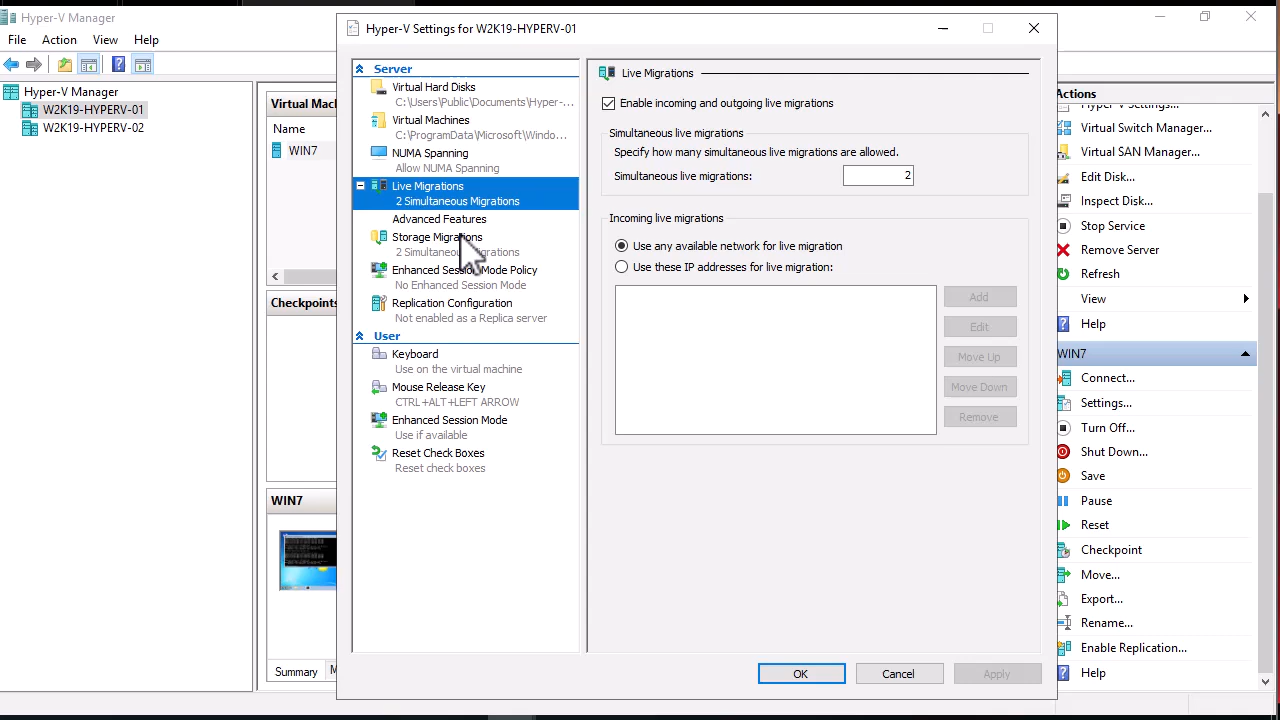 Hyper-V Manager
File Action View Help
Hyper-V Manager
W2K19-HYPERV-01
W2K19-HYPERV-02
Virtual Mach
Name
WIN7
Checkpoints
WIN7
Summary M
Hyper-V Settings for W2K19-HYPERV-01
Server
Virtual Hard Disks
C:\Users\Public\Documents\Hyper-...
Virtual Machines
C:\ProgramData\Microsoft\Windo...
NUMA Spanning
Allow NUMA Spanning
Live Migrations
2 Simultaneous Migrations
Advanced Features
Storage Migrations
2 Simultaneous Migrations
Enhanced Session Mode Policy
No Enhanced Session Mode
Replication Configuration
Not enabled as a Replica server
User
Keyboard
Use on the virtual machine
Mouse Release Key
CTRL+ALT+LEFT ARROW
Enhanced Session Mode
Use if available
Reset Check Boxes
Reset check boxes
Live Migrations
Enable incoming and outgoing live migrations
Simultaneous live migrations
Specify how many simultaneous live migrations are allowed.
Simultaneous live migrations: 2
Incoming live migrations
Use any available network for live migration
Use these IP addresses for live migration:
Add
Edit
Move Up
Move Down
Remove
OK Cancel Apply
Actions
Hyper-V Settings...
Virtual Switch Manager...
Virtual SAN Manager...
Edit Disk...
Inspect Disk...
Stop Service
Remove Server
Refresh
View
Help
WIN7
Connect...
Settings...
Turn Off...
Shut Down...
Save
Pause
Reset
Checkpoint
Move...
Export...
Rename...
Enable Replication...
Help